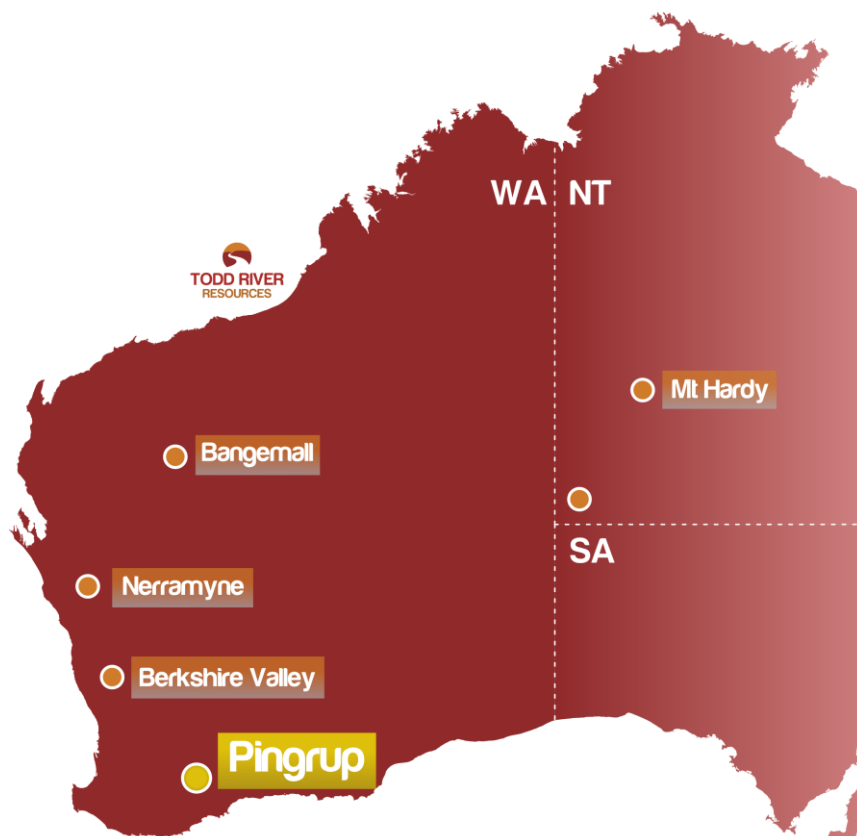 WA NT
TODD RIVER
RESOURCES
Mt Hardy
Bangemall
SA
Nerramyne
Berkshire Valley
Pingrup